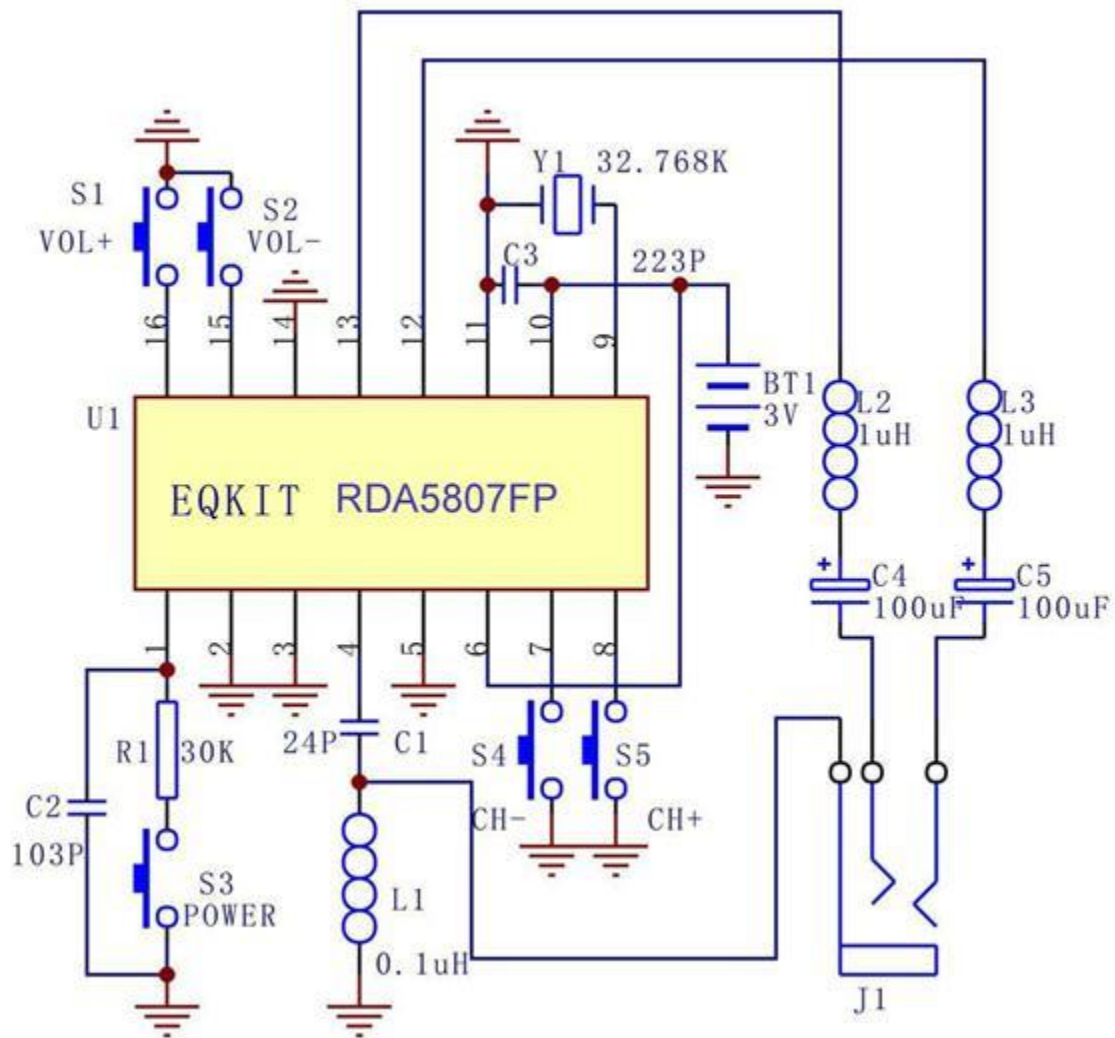 Y1 32.768K
S1
VOL+
S2
VOL-
C3
223P
16
15
14
13
12
11
10
9
BT1
3V
L2
1uH
L3
1uH
U1
EQKIT RDA5807FP
+
C4
100uF
+
C5
100uF
1
2
3
4
5
6
7
8
R1 30K
24P C1
S4
S5
C2
103P
CH-
CH+
S3
POWER
L1
0.1uH
J1